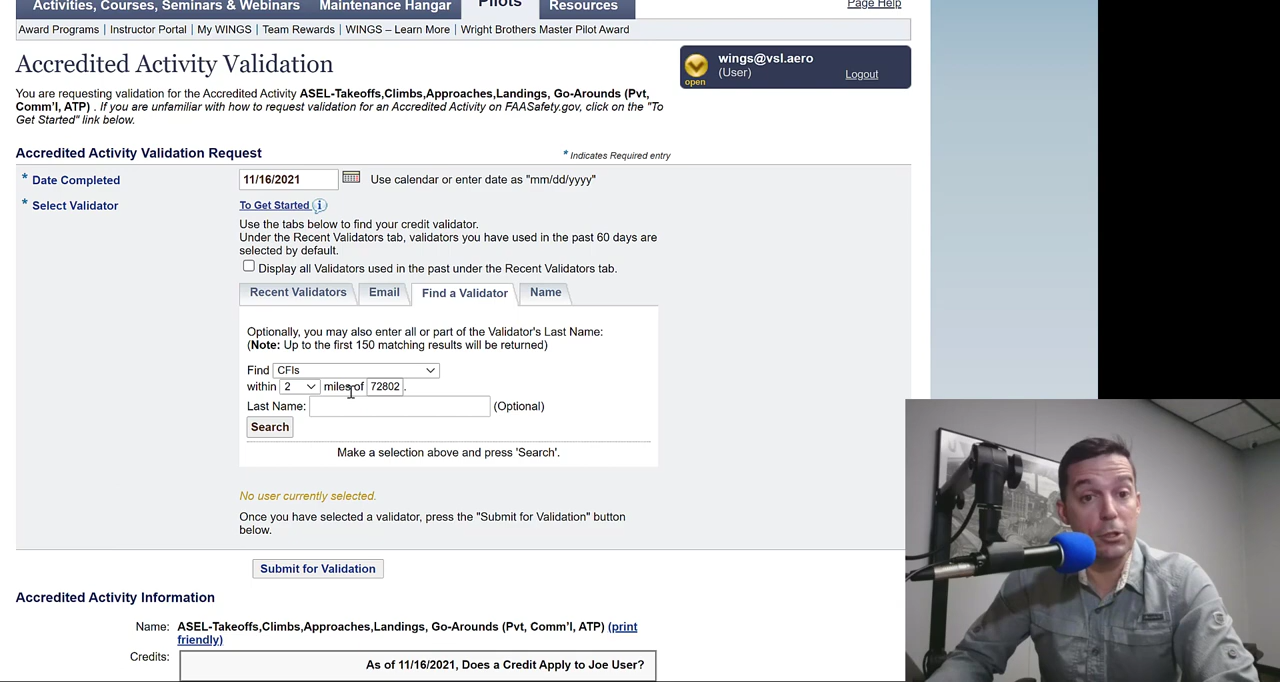 Activities, Courses, Seminars & Webinars Maintenance Hangar Pilots Resources Page Help
Award Programs | Instructor Portal | My WINGS | Team Rewards | WINGS – Learn More | Wright Brothers Master Pilot Award
Accredited Activity Validation
wings@vsl.aero
(User) Logout
open
You are requesting validation for the Accredited Activity ASEL-Takeoffs,Climbs,Approaches,Landings, Go-Arounds (Pvt,
Comm'l, ATP) . If you are unfamiliar with how to request validation for an Accredited Activity on FAASafety.gov, click on the "To
Get Started" link below.
Accredited Activity Validation Request * Indicates Required entry
* Date Completed 11/16/2021 Use calendar or enter date as "mm/dd/yyyy"
* Select Validator To Get Started i
Use the tabs below to find your credit validator.
Under the Recent Validators tab, validators you have used in the past 60 days are
selected by default.
Display all Validators used in the past under the Recent Validators tab.
Recent Validators Email Find a Validator Name
Optionally, you may also enter all or part of the Validator's Last Name:
(Note: Up to the first 150 matching results will be returned)
Find CFIs
within 2 miles of 72802 .
Last Name: (Optional)
Search
Make a selection above and press 'Search'.
No user currently selected.
Once you have selected a validator, press the "Submit for Validation" button
below.
Submit for Validation
Accredited Activity Information
Name: ASEL-Takeoffs,Climbs,Approaches,Landings, Go-Arounds (Pvt, Comm'l, ATP) (print
friendly)
Credits: As of 11/16/2021, Does a Credit Apply to Joe User?